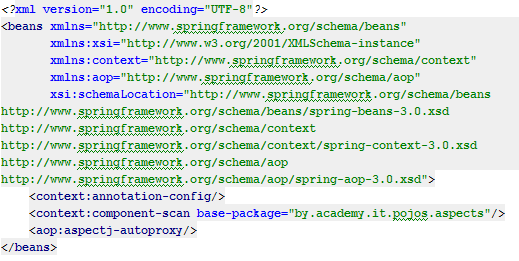 <?xml version="1.0" encoding="UTF-8"?>
<beans xmlns="http://www.springframework.org/schema/beans"
xmlns:xsi="http://www.w3.org/2001/XMLSchema-instance"
xmlns:context="http://www.springframework.org/schema/context"
xmlns:aop="http://www.springframework.org/schema/aop"
xsi:schemaLocation="http://www.springframework.org/schema/beans
http://www.springframework.org/schema/beans/spring-beans-3.0.xsd
http://www.springframework.org/schema/context
http://www.springframework.org/schema/context/spring-context-3.0.xsd
http://www.springframework.org/schema/aop
http://www.springframework.org/schema/aop/spring-aop-3.0.xsd">
<context:annotation-config/>
<context:component-scan base-package="by.academy.it.pojos.aspects"/>
<aop:aspectj-autoproxy/>
</beans>